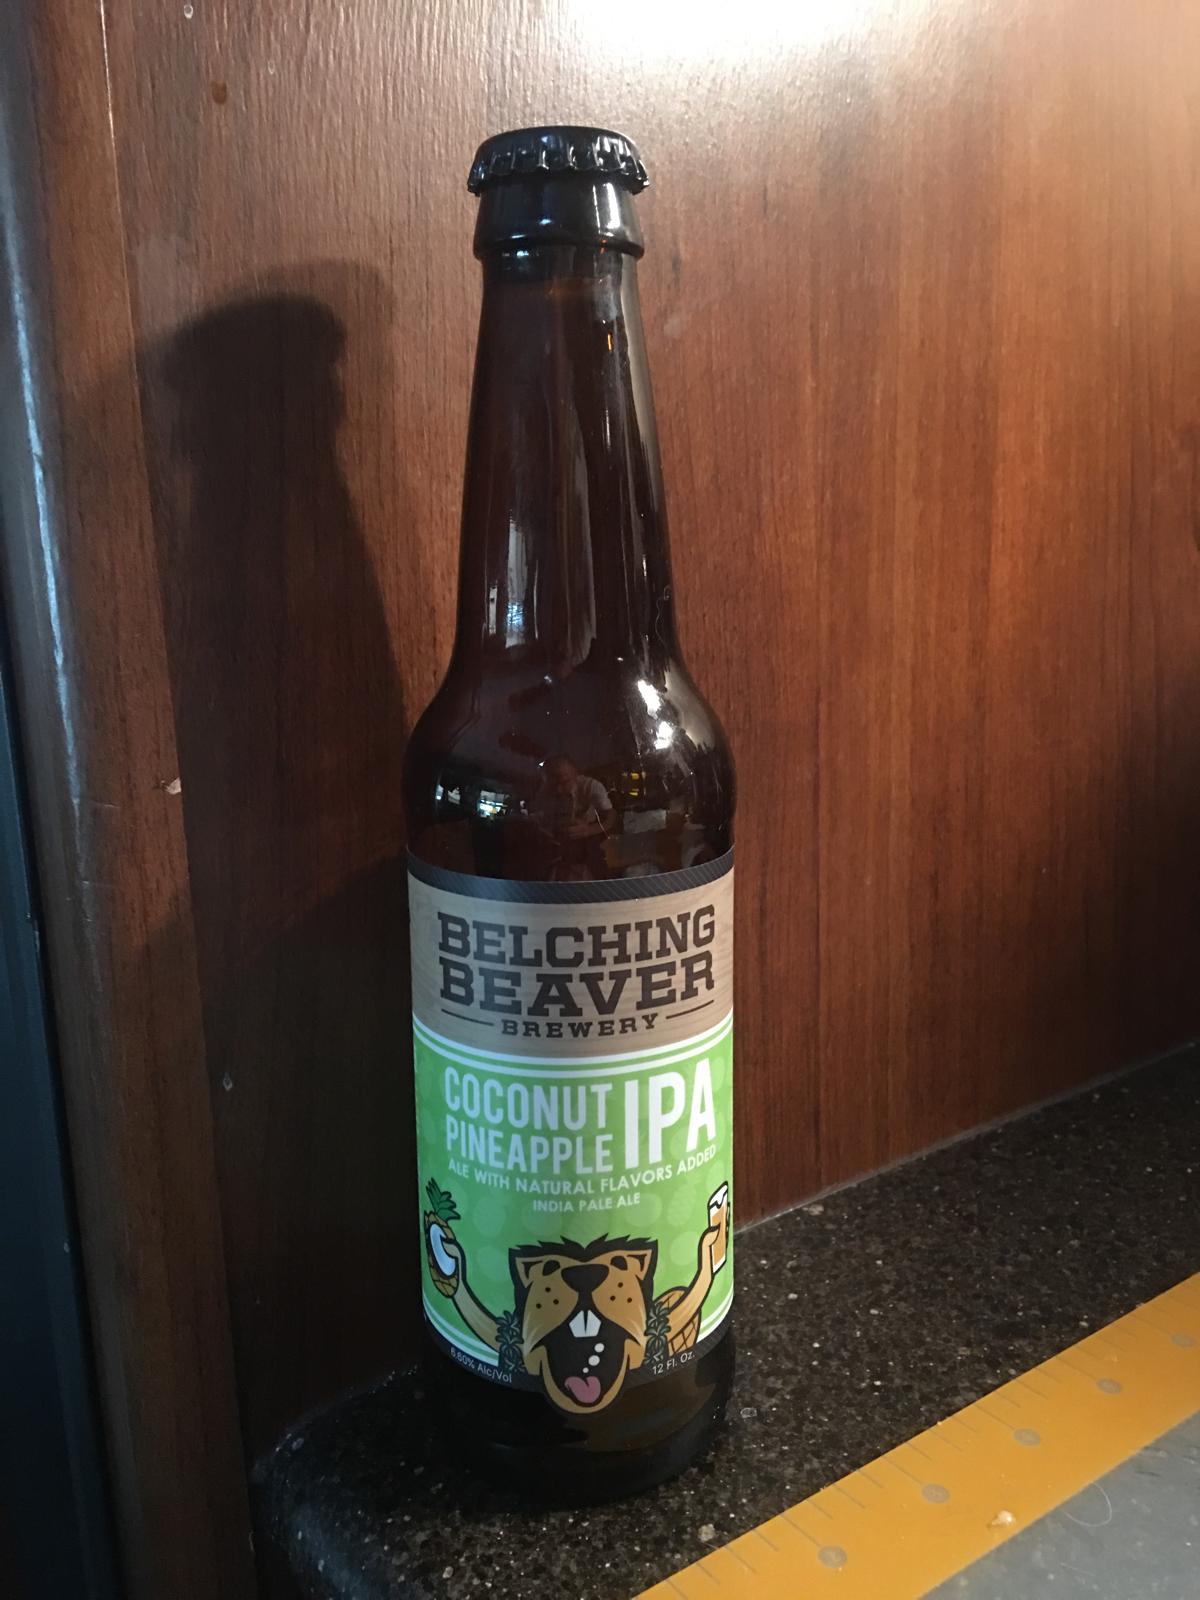 BELCHING
BEAVER
BREWERY
COCONUT
PINEAPPLE IPA
ALE WITH NATURAL FLAVORS ADDED
INDIA PALE ALE
6.60% Alc/Vol
12 Fl. Oz.